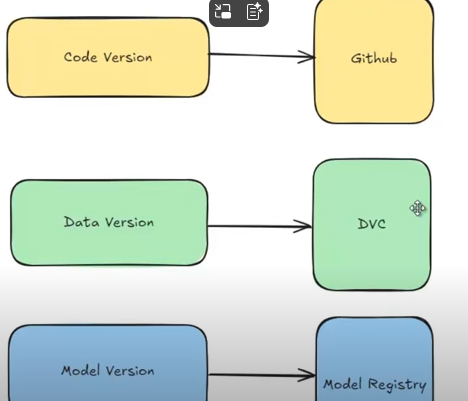 Code Version
Github
Data Version
DVC
Model Version
Model Registry